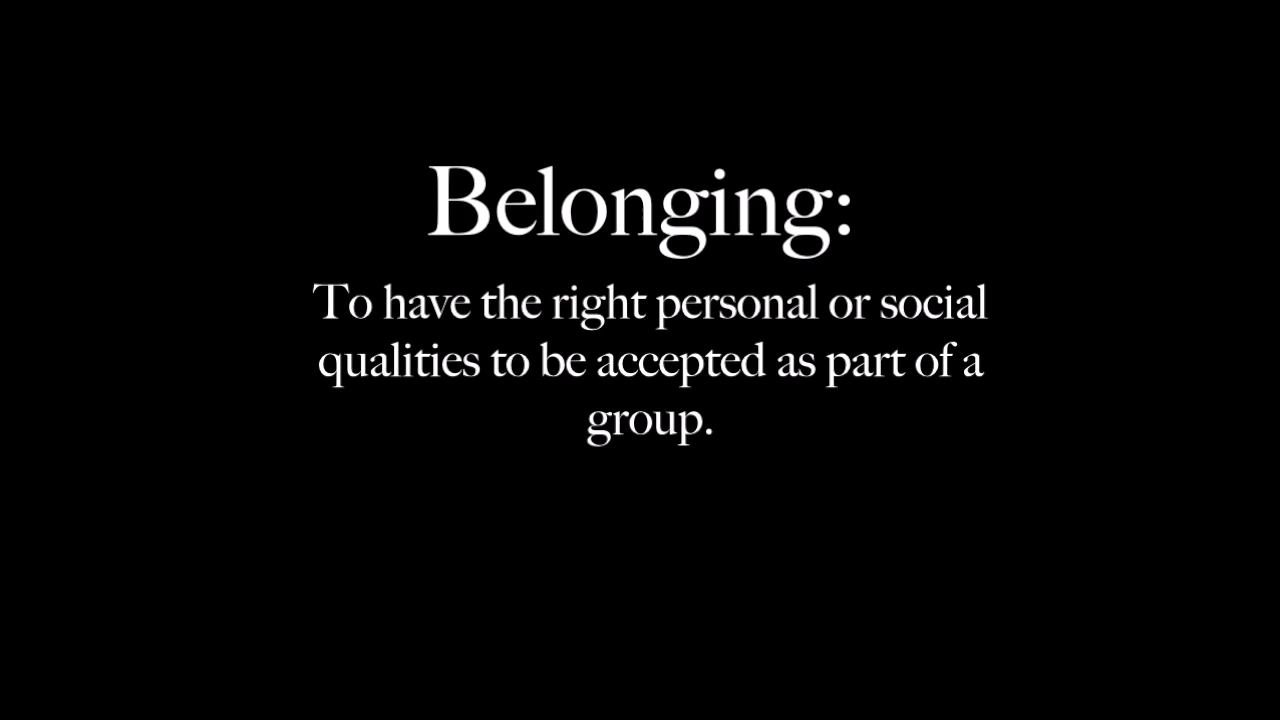 Belonging:
To have the right personal or social
qualities to be accepted as part of a
group.